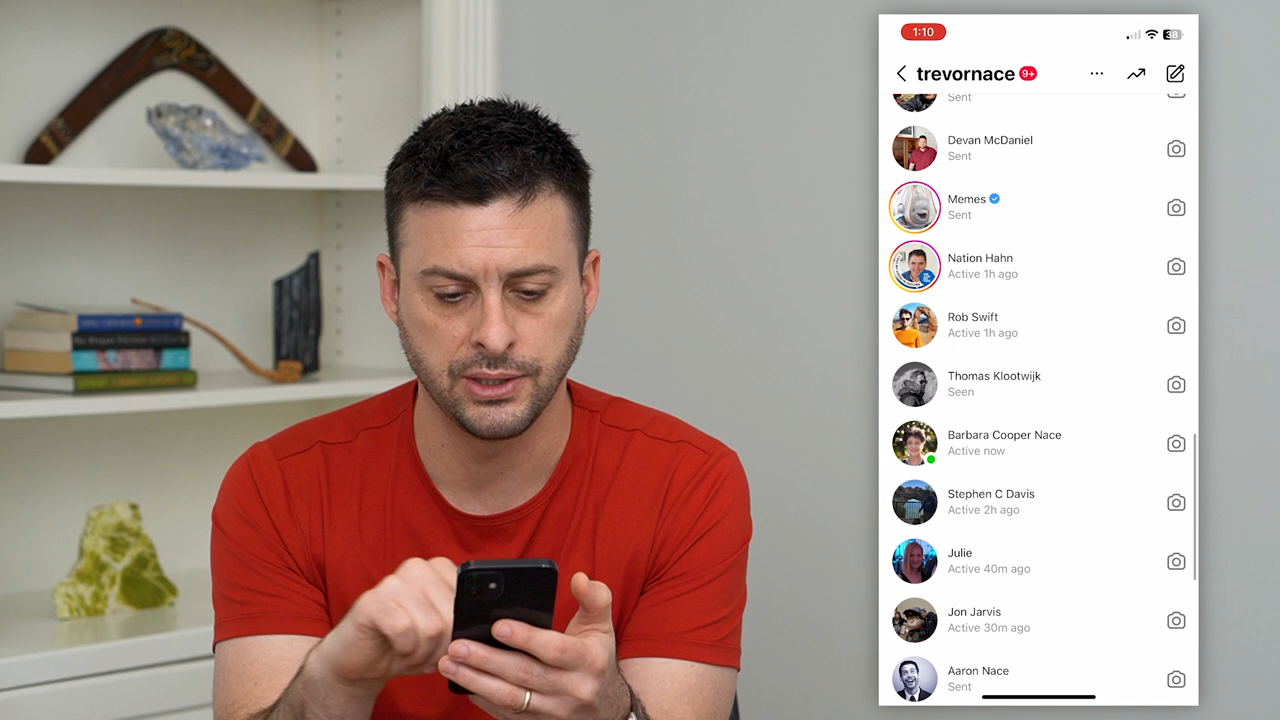 1:10
38
trevornace 9+
Sent
Devan McDaniel
Sent
Memes
Sent
Nation Hahn
Active 1h ago
Rob Swift
Active 1h ago
Thomas Klootwijk
Seen
Barbara Cooper Nace
Active now
Stephen C Davis
Active 2h ago
Julie
Active 40m ago
Jon Jarvis
Active 30m ago
Aaron Nace
Sent